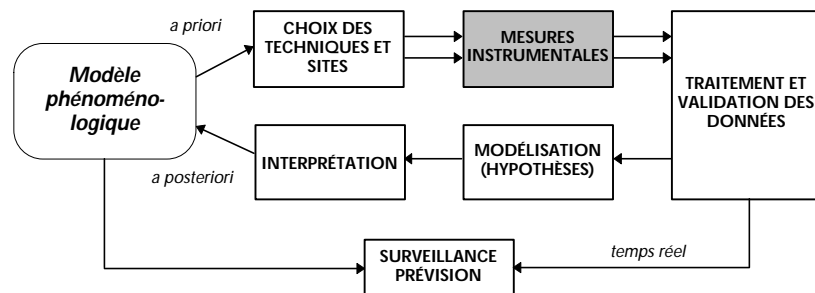 a priori
CHOIX DES
TECHNIQUES ET
SITES
MESURES
INSTRUMENTALES
Modèle
phénoméno-
logique
TRAITEMENT ET
VALIDATION DES
DONNÉES
INTERPRÉTATION
MODÉLISATION
(HYPOTHÈSES)
a posteriori
SURVEILLANCE
PRÉVISION
temps réel